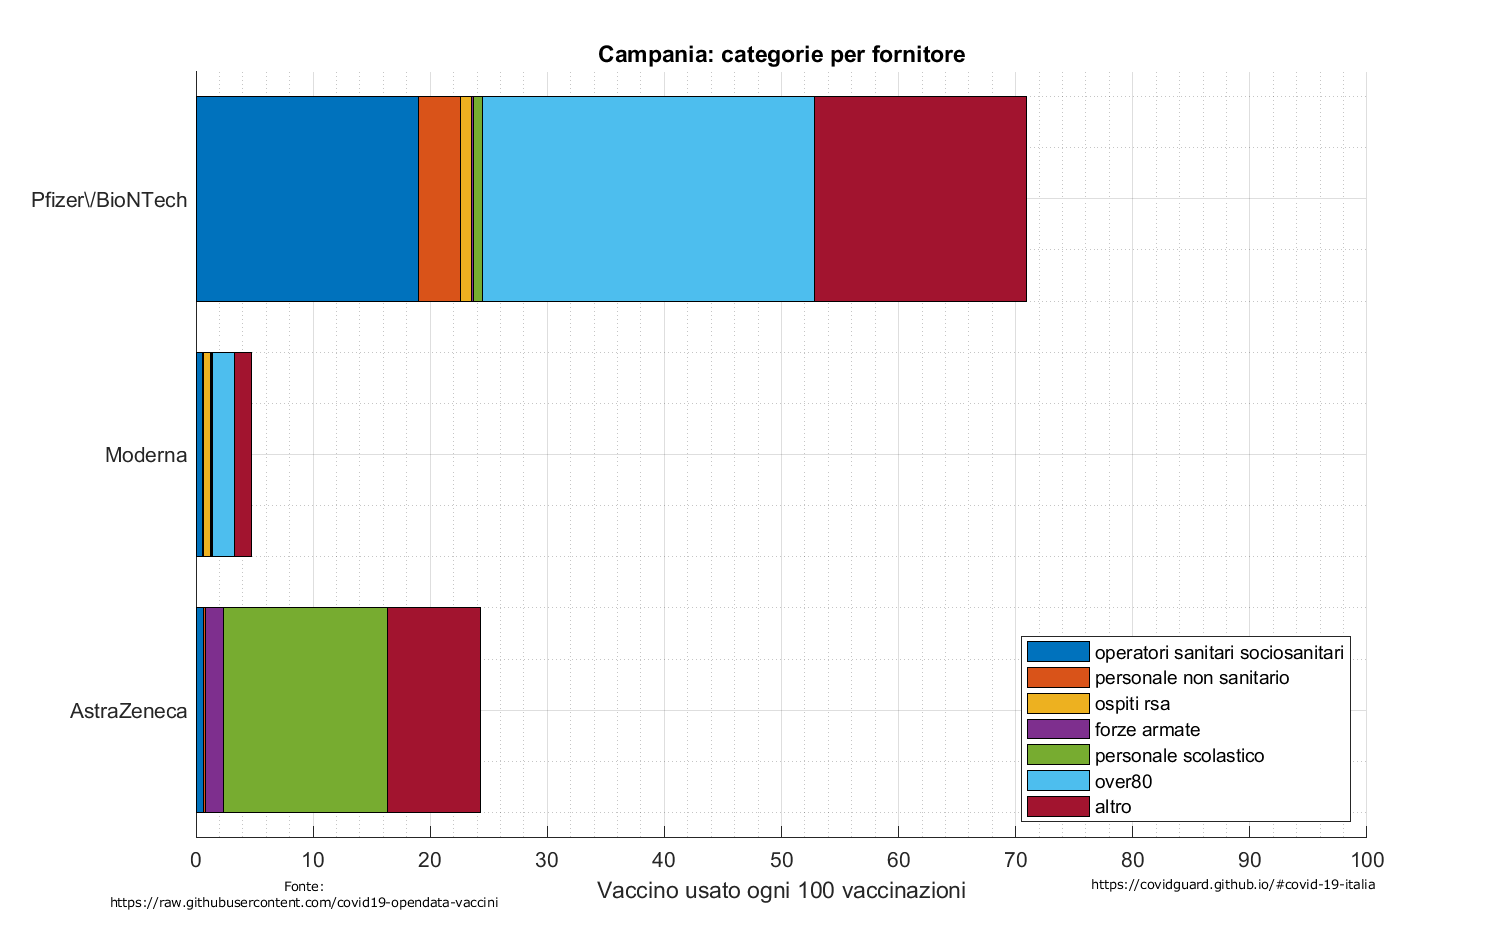 Campania: categorie per fornitore
Pfizer\/BioNTech
Moderna
AstraZeneca
operatori sanitari sociosanitari
personale non sanitario
ospiti rsa
forze armate
personale scolastico
over80
altro
0 10 20 30 40 50 60 70 80 90 100
Vaccino usato ogni 100 vaccinazioni
Fonte:
https://raw.githubusercontent.com/covid19-opendata-vaccini
https://covidguard.github.io/#covid-19-italia